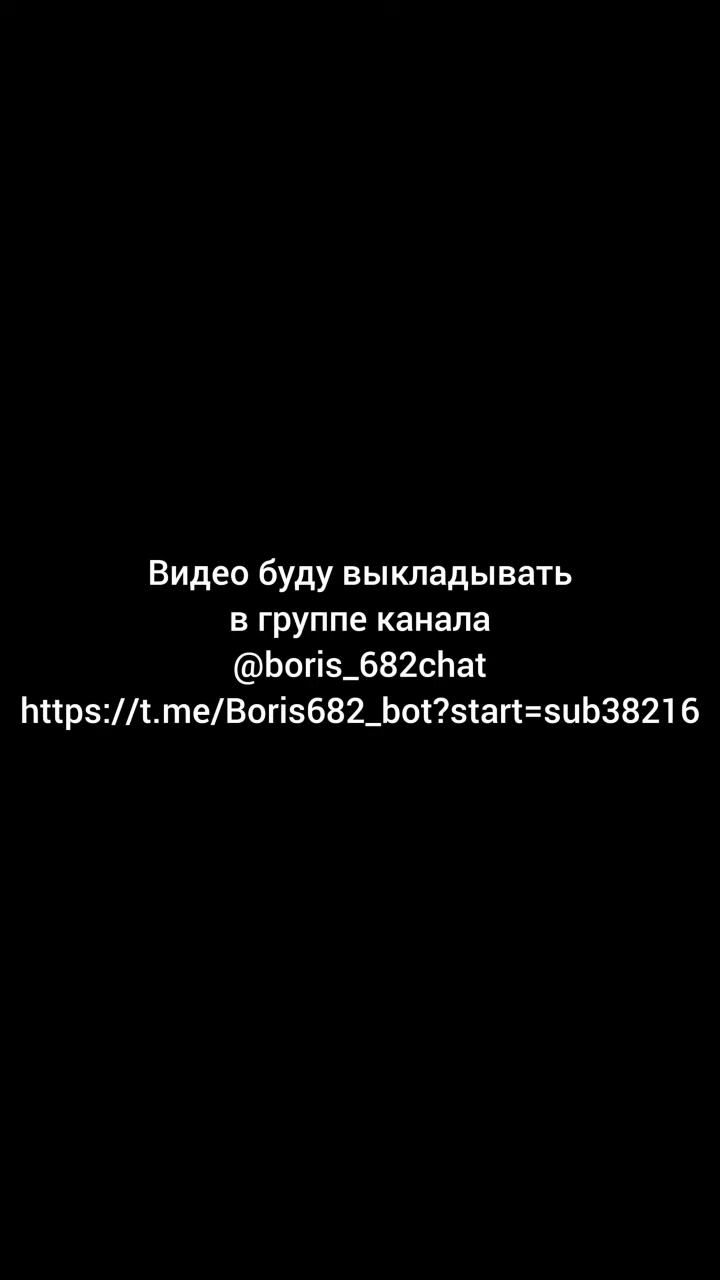 Видео буду выкладывать
в группе канала
@boris_682chat
https://t.me/Boris682_bot?start=sub38216